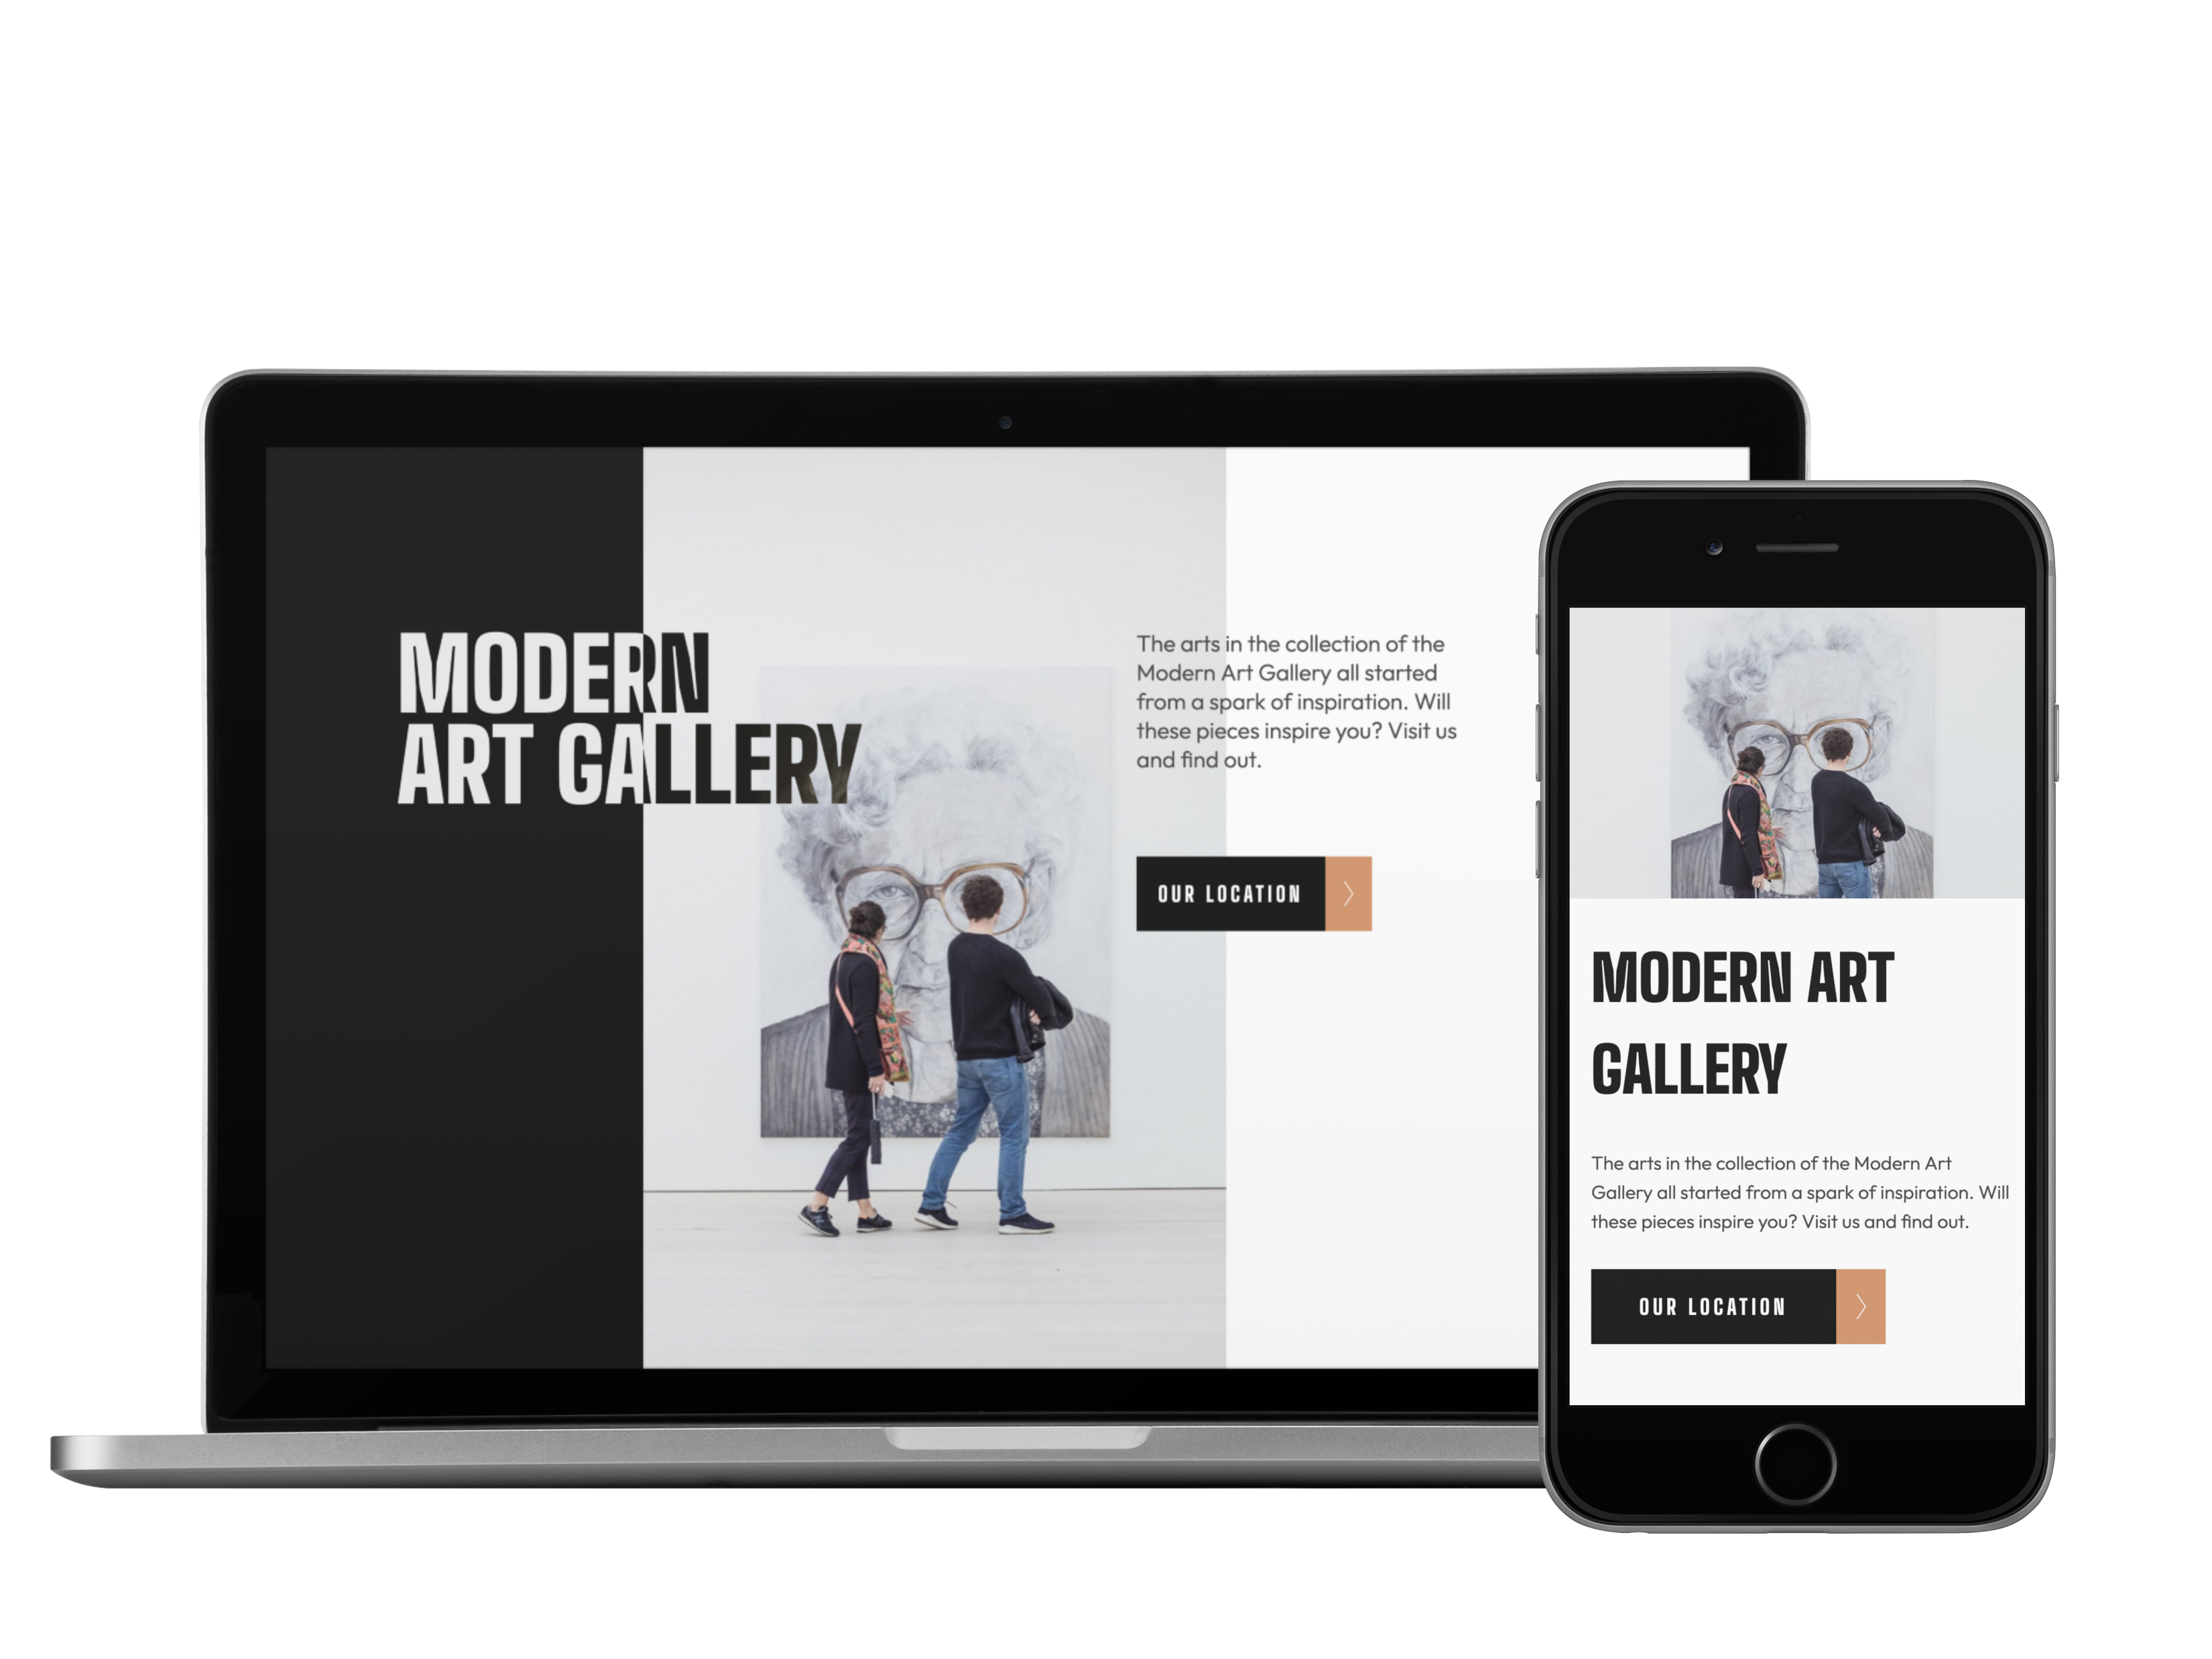 MODERN
ART GALLERY
The arts in the collection of the
Modern Art Gallery all started
from a spark of inspiration. Will
these pieces inspire you? Visit us
and find out.
OUR LOCATION
MODERN ART
GALLERY
The arts in the collection of the Modern Art
Gallery all started from a spark of inspiration. Will
these pieces inspire you? Visit us and find out.
OUR LOCATION